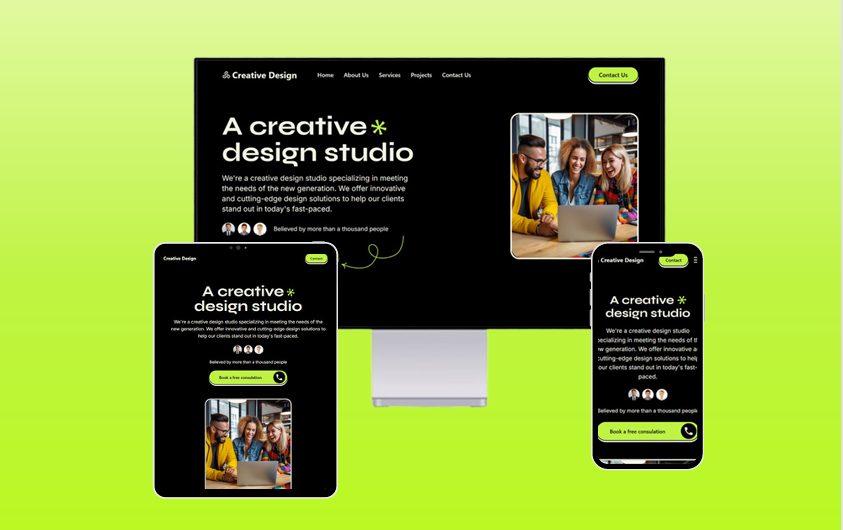 Creative Design Home About Us Services Projects Contact Us Contact Us
A creative
design studio
We're a creative design studio specializing in meeting
the needs of the new generation. We offer innovative
and cutting-edge design solutions to help our clients
stand out in today's fast-paced.
Believed by more than a thousand people
Creative Design Contact
A creative
design studio
We're a creative design studio specializing in meeting the needs of the
new generation. We offer innovative and cutting-edge design solutions to
help our clients stand out in today's fast-paced.
Believed by more than a thousand people
Book a free consulation
Creative Design Contact
A creative
design studio
We're a creative design studio
pecializing in meeting the needs of t
ew generation. We offer innovative a
cutting-edge design solutions to help
our clients stand out in today's fast-
paced.
Believed by more than a thousand people
Book a free consulation